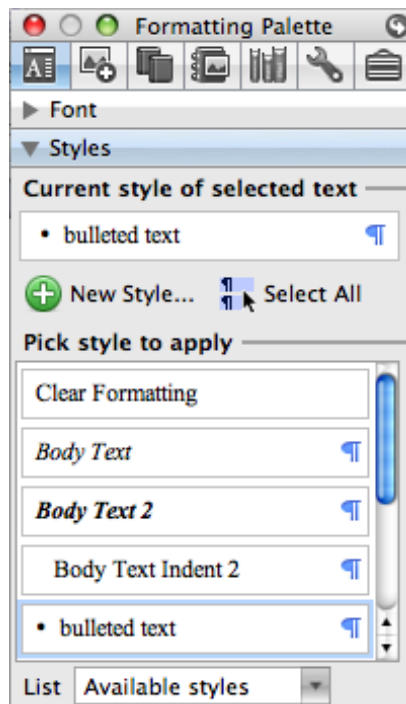 Formatting Palette
Font
Styles
Current style of selected text
• bulleted text ¶
New Style... Select All
Pick style to apply
Clear Formatting
Body Text ¶
Body Text 2 ¶
Body Text Indent 2 ¶
• bulleted text ¶
List Available styles